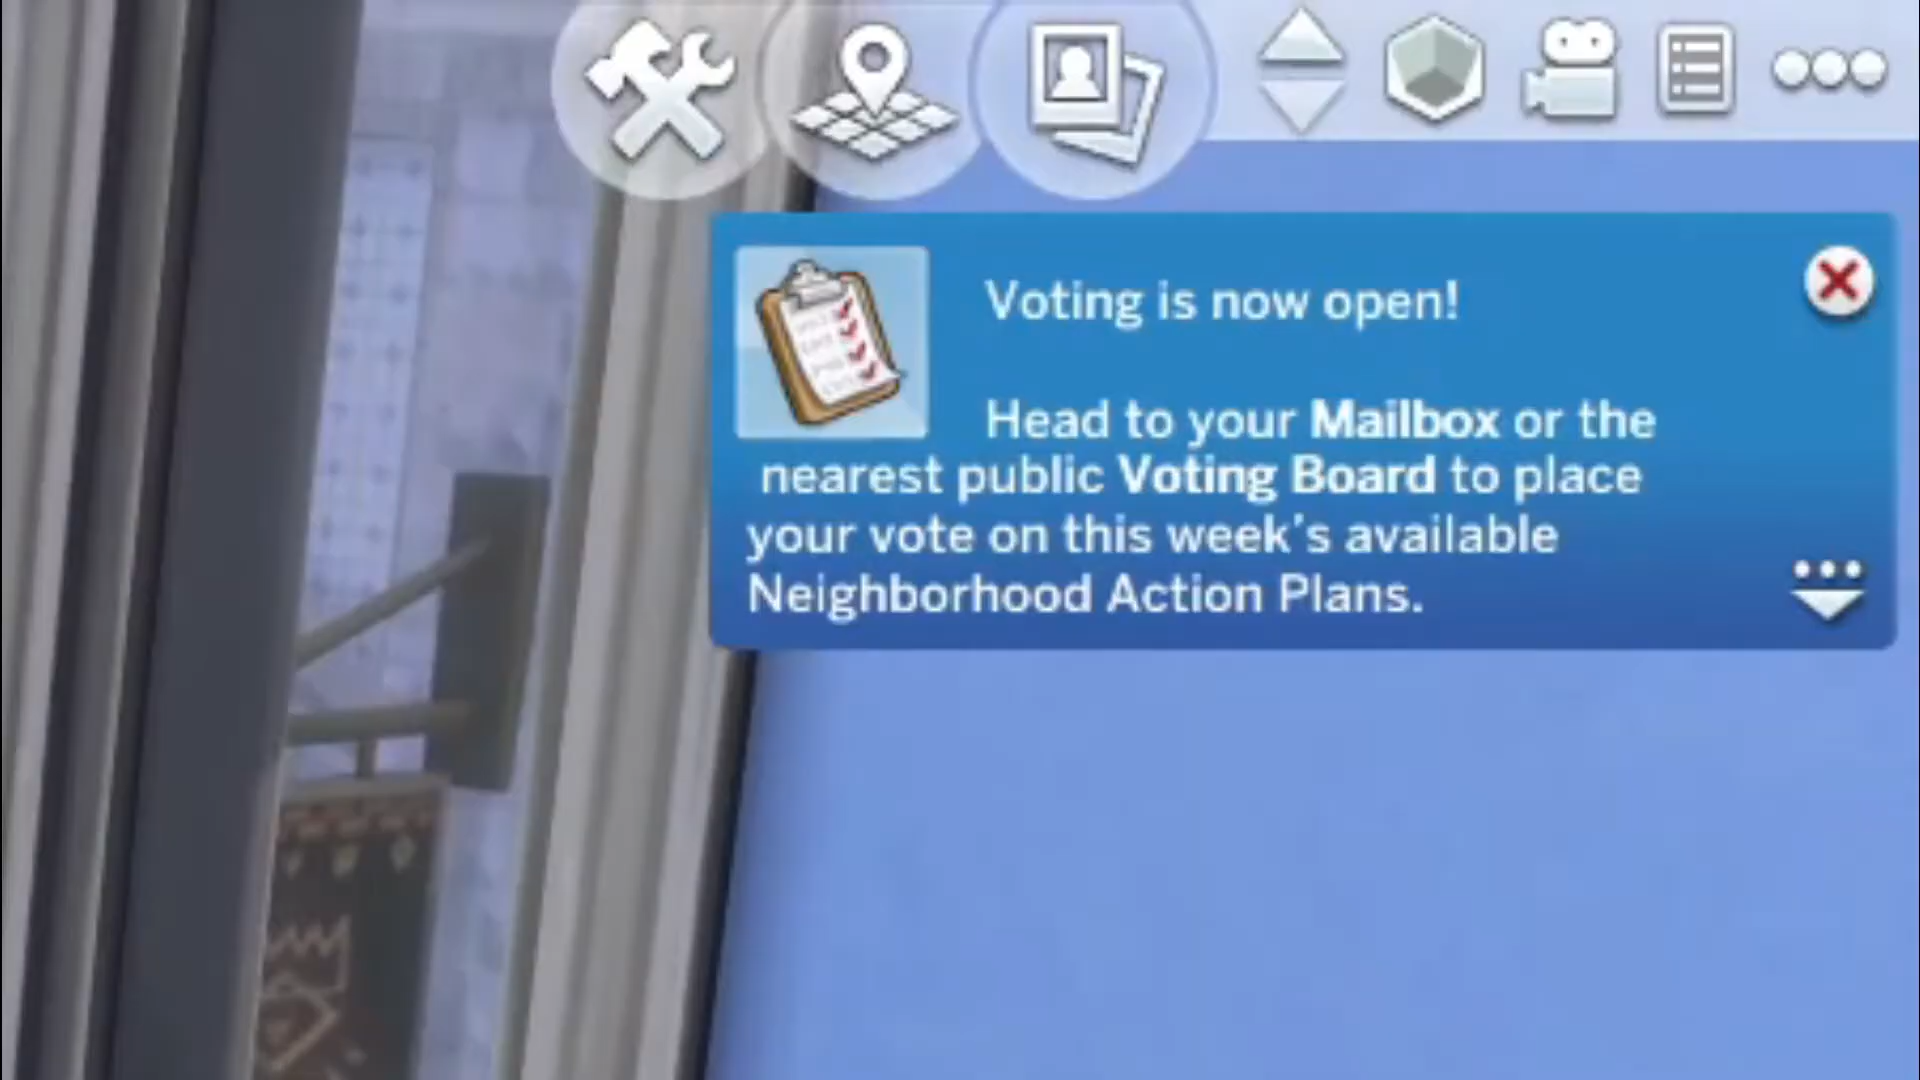 Voting is now open!
Head to your Mailbox or the
nearest public Voting Board to place
your vote on this week's available
Neighborhood Action Plans.